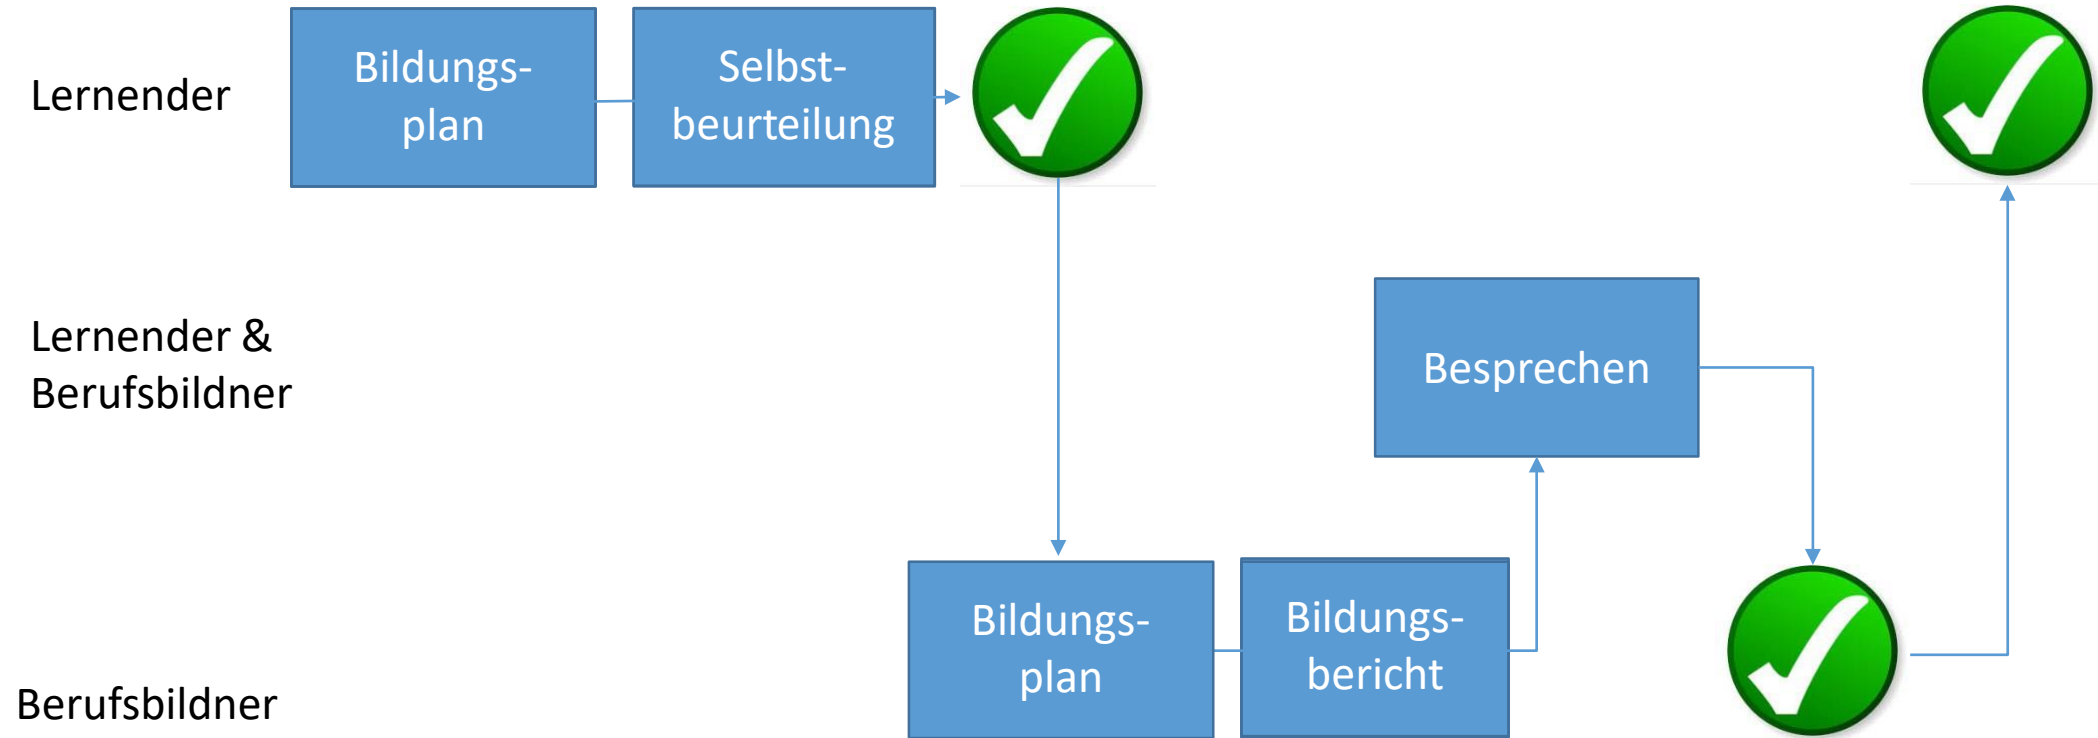 Lernender
Bildungs-
plan
Selbst-
beurteilung
Lernender &
Berufsbildner
Besprechen
Berufsbildner
Bildungs-
plan
Bildungs-
bericht